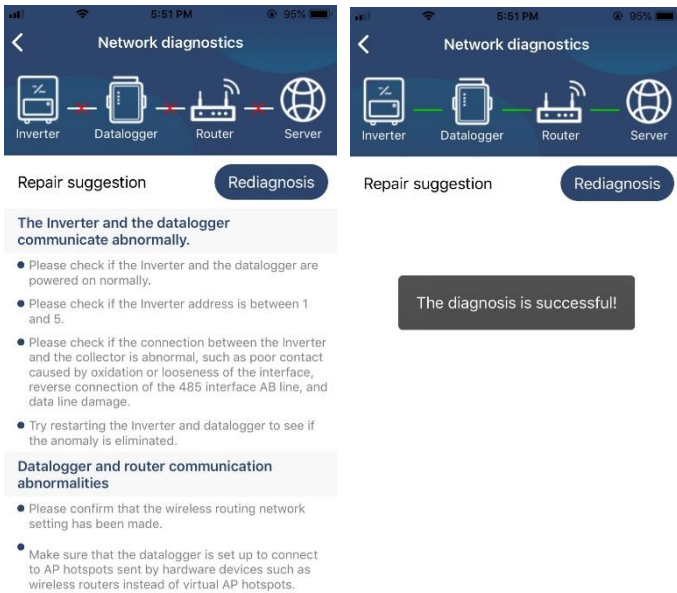 5:51 PM
95%
Network diagnostics
Inverter Datalogger Router Server
Repair suggestion
Rediagnosis
The Inverter and the datalogger
communicate abnormally.
Please check if the Inverter and the datalogger are
powered on normally.
Please check if the Inverter address is between 1
and 5.
Please check if the connection between the Inverter
and the collector is abnormal, such as poor contact
caused by oxidation or looseness of the interface,
reverse connection of the 485 interface AB line, and
data line damage.
Try restarting the Inverter and datalogger to see if
the anomaly is eliminated.
Datalogger and router communication
abnormalities
Please confirm that the wireless routing network
setting has been made.
Make sure that the datalogger is set up to connect
to AP hotspots sent by hardware devices such as
wireless routers instead of virtual AP hotspots.
5:51 PM
95%
Network diagnostics
Inverter Datalogger Router Server
Repair suggestion
Rediagnosis
The diagnosis is successful!